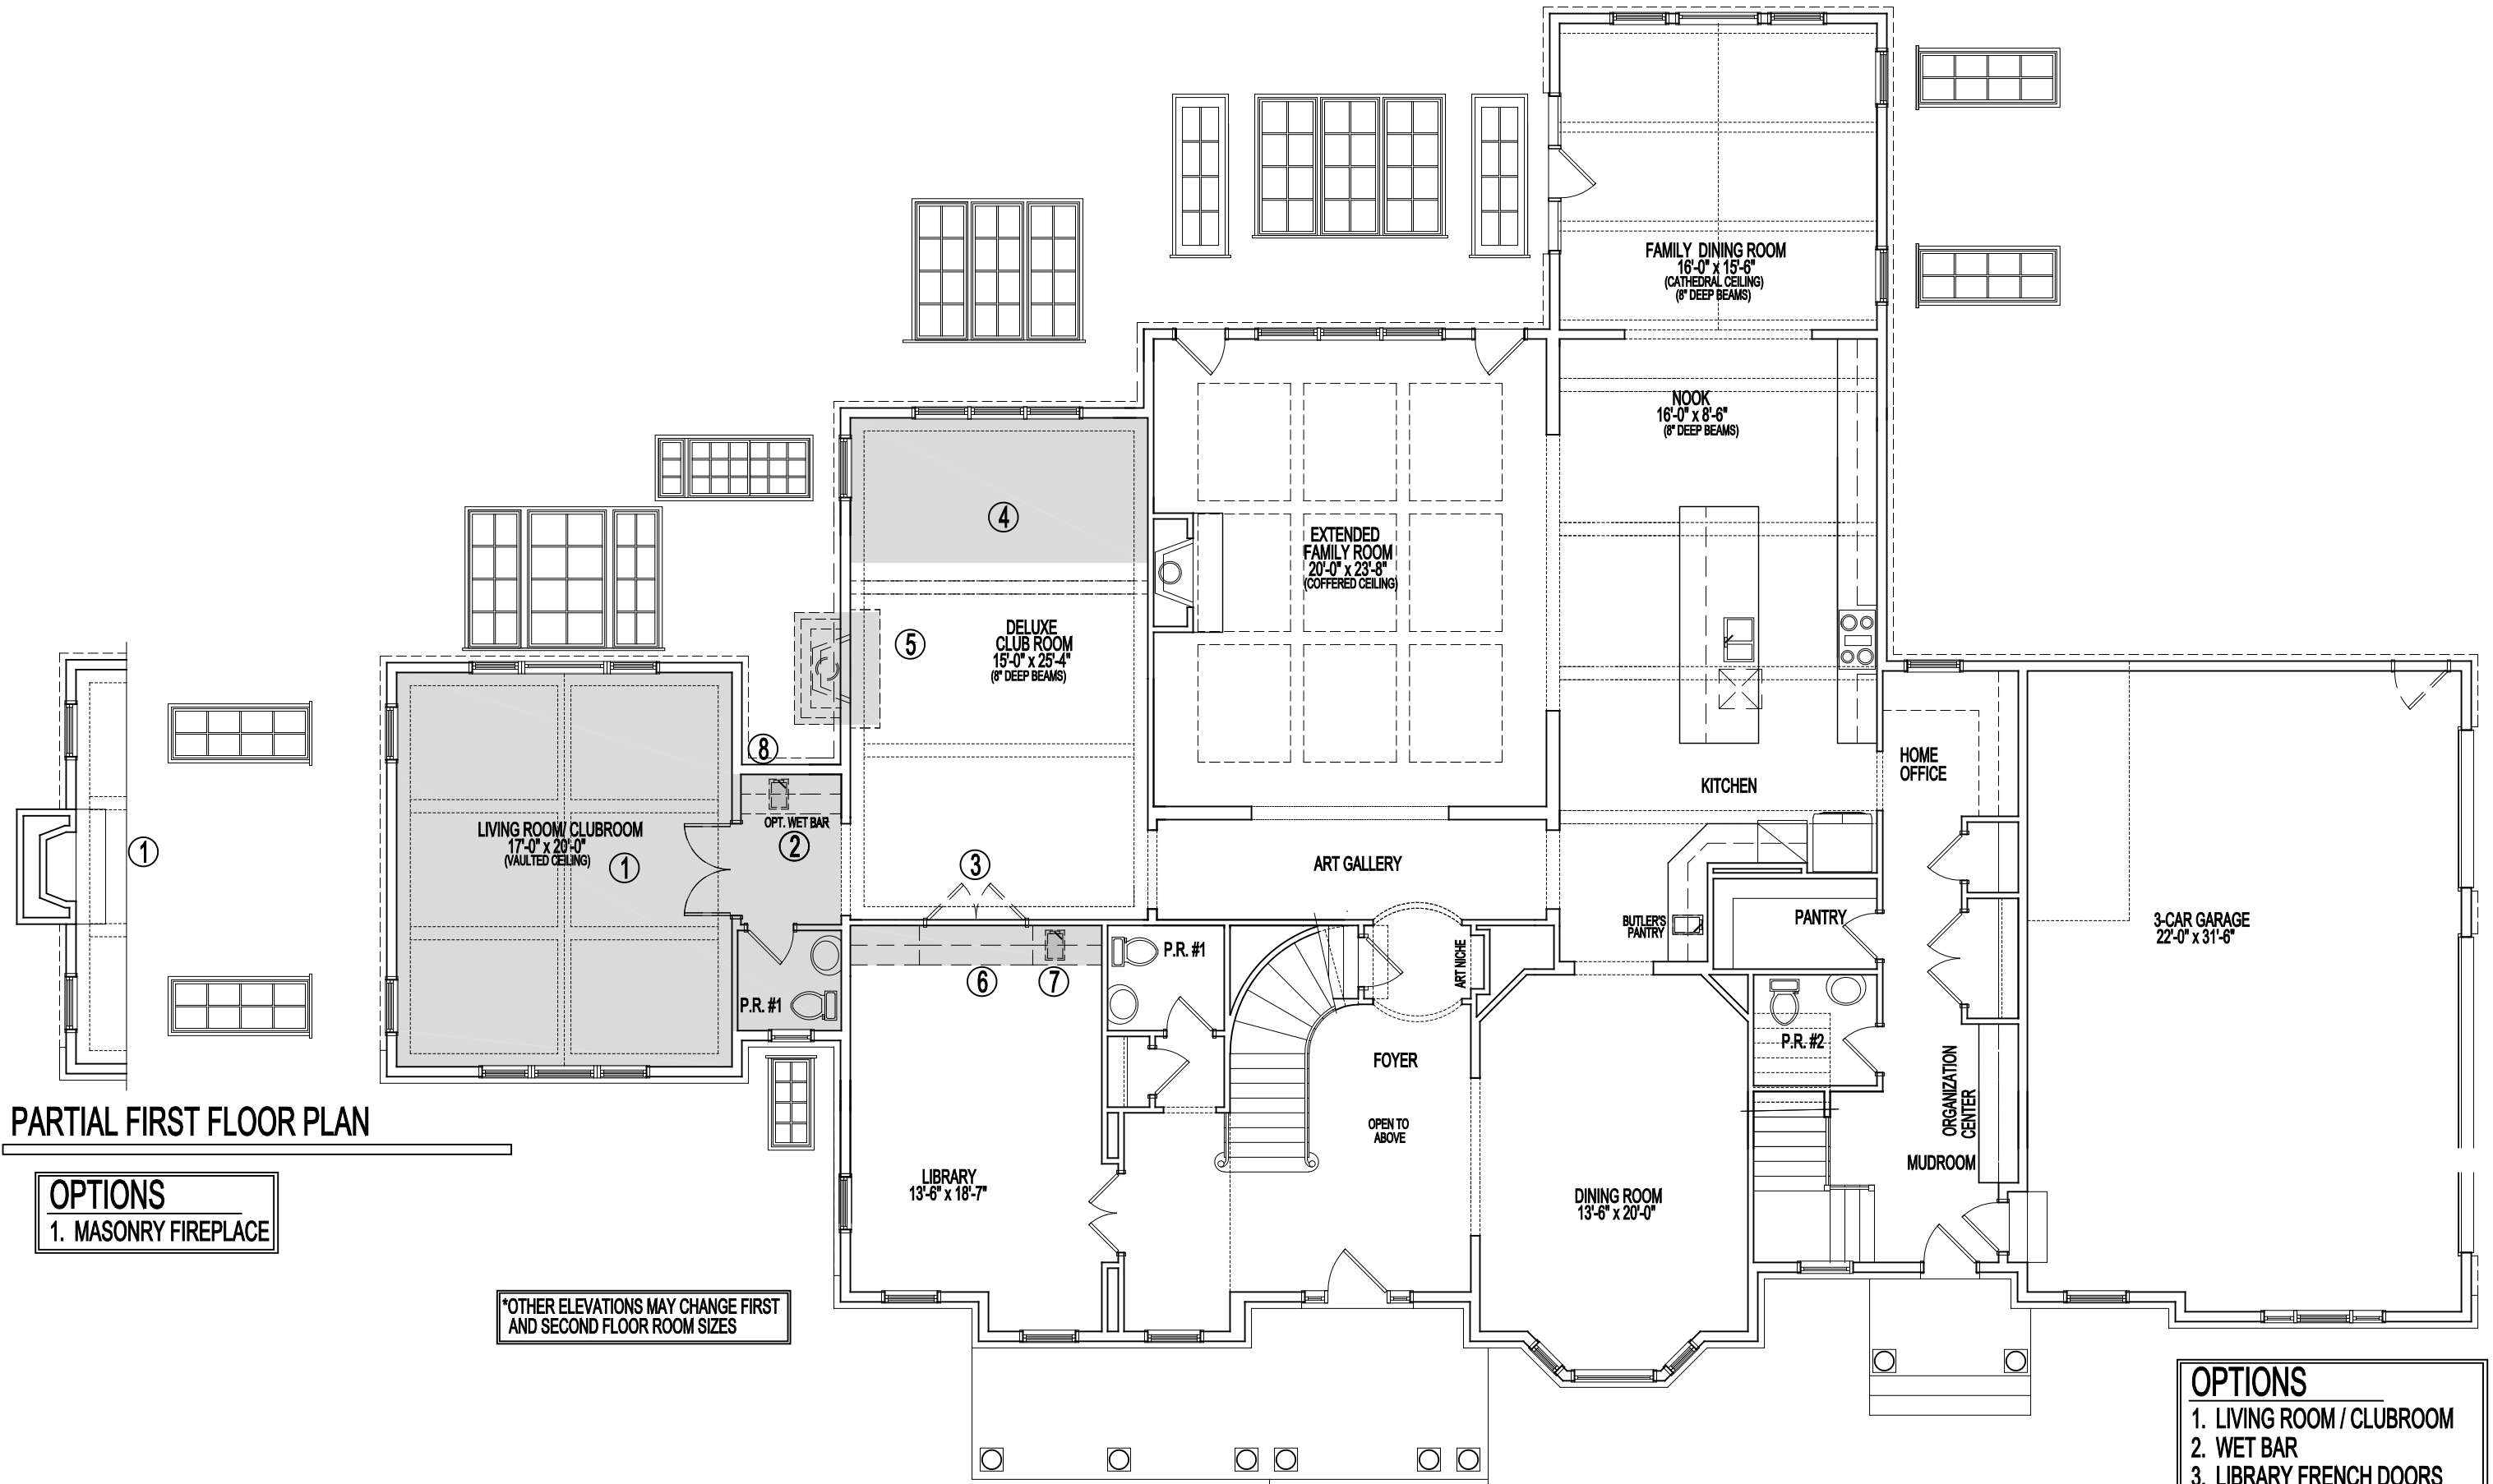 FAMILY DINING ROOM
16'-0" x 15'-6"
(CATHEDRAL CEILING)
(8" DEEP BEAMS)
NOOK
16'-0" x 8'-6"
(8" DEEP BEAMS)
4
EXTENDED
FAMILY ROOM
20'-0" x 23'-8"
(COFFERED CEILING)
5
DELUXE
CLUB ROOM
15'-0" x 25'-4"
(8" DEEP BEAMS)
8
HOME
OFFICE
KITCHEN
OPT. WET BAR
2
LIVING ROOM/ CLUBROOM
17'-0" x 20'-0"
(VAULTED CEILING)
1
1
3
ART GALLERY
BUTLER'S
PANTRY
PANTRY
3-CAR GARAGE
22'-0" x 31'-6"
P.R. #1
ART NICHE
6
7
P.R. #1
P.R. #2
FOYER
ORGANIZATION
CENTER
OPEN TO
ABOVE
MUDROOM
LIBRARY
13'-6" x 18'-7"
DINING ROOM
13'-6" x 20'-0"
PARTIAL FIRST FLOOR PLAN
OPTIONS
1. MASONRY FIREPLACE
*OTHER ELEVATIONS MAY CHANGE FIRST
AND SECOND FLOOR ROOM SIZES
OPTIONS
1. LIVING ROOM / CLUBROOM
2. WET BAR
3. LIBRARY FRENCH DOORS